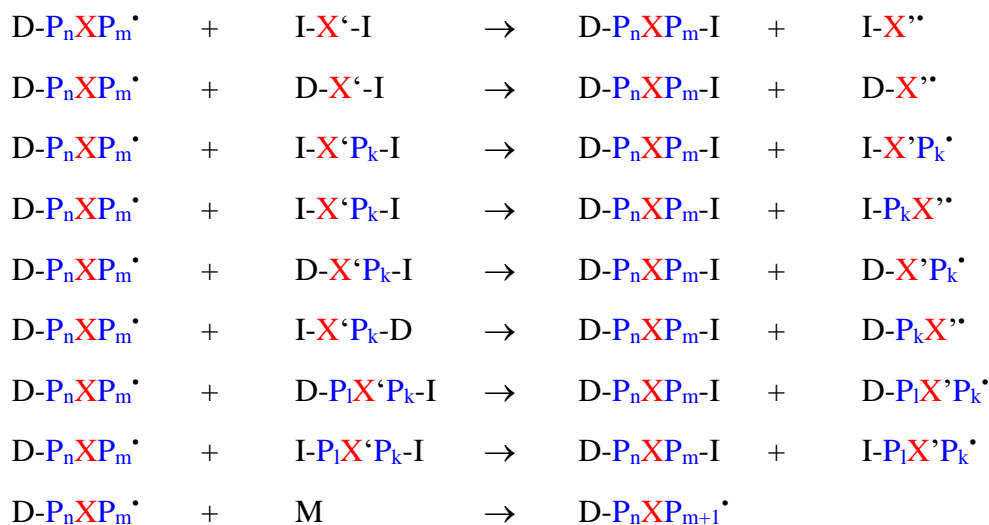 D-PₙXPₘ• + I-X‘-I → D-PₙXPₘ-I + I-X’•
D-PₙXPₘ• + D-X‘-I → D-PₙXPₘ-I + D-X’•
D-PₙXPₘ• + I-X‘Pₖ-I → D-PₙXPₘ-I + I-X’Pₖ•
D-PₙXPₘ• + I-X‘Pₖ-I → D-PₙXPₘ-I + I-PₖX’•
D-PₙXPₘ• + D-X‘Pₖ-I → D-PₙXPₘ-I + D-X’Pₖ•
D-PₙXPₘ• + I-X‘Pₖ-D → D-PₙXPₘ-I + D-PₖX’•
D-PₙXPₘ• + D-PₗX‘Pₖ-I → D-PₙXPₘ-I + D-PₗX’Pₖ•
D-PₙXPₘ• + I-PₗX‘Pₖ-I → D-PₙXPₘ-I + I-PₗX’Pₖ•
D-PₙXPₘ• + M → D-PₙXPₘ₊₁•